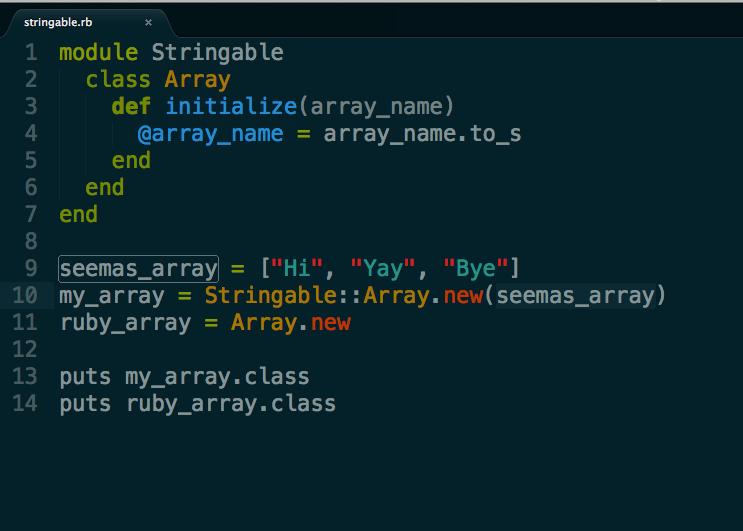 stringable.rb ×
1 module Stringable
2 class Array
3 def initialize(array_name)
4 @array_name = array_name.to_s
5 end
6 end
7 end
8
9 seemas_array = ["Hi", "Yay", "Bye"]
10 my_array = Stringable::Array.new(seemas_array)
11 ruby_array = Array.new
12
13 puts my_array.class
14 puts ruby_array.class